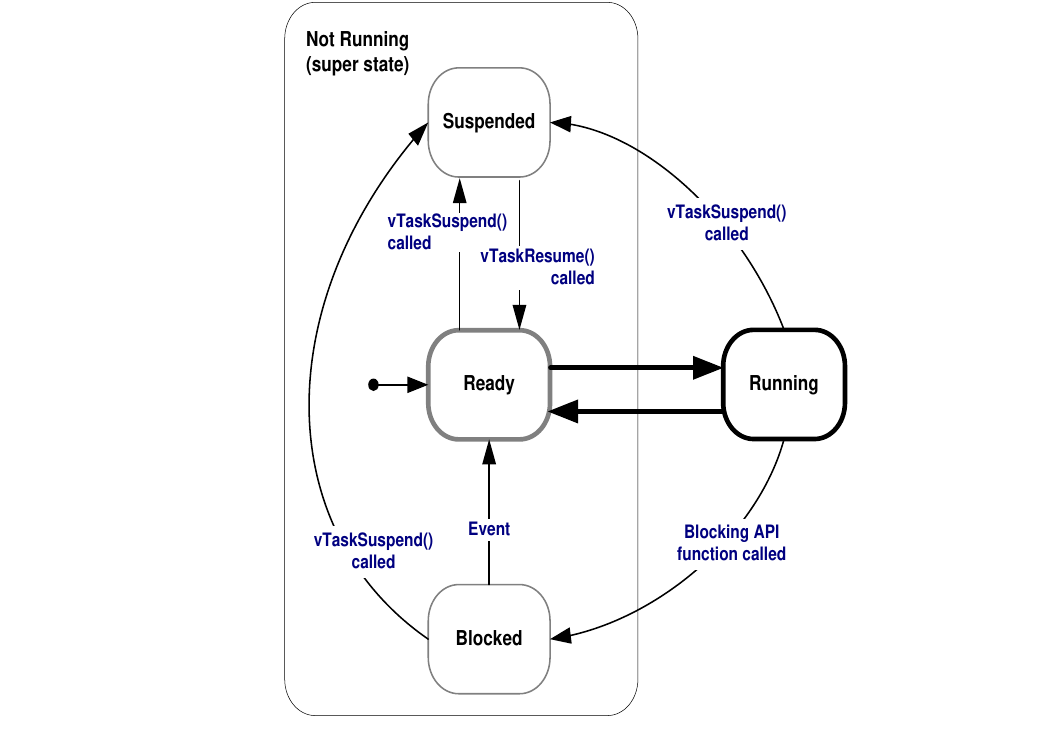 Not Running
(super state)
Suspended
vTaskSuspend()
called
vTaskSuspend()
called
vTaskResume()
called
Ready
Running
Event
vTaskSuspend()
called
Blocking API
function called
Blocked